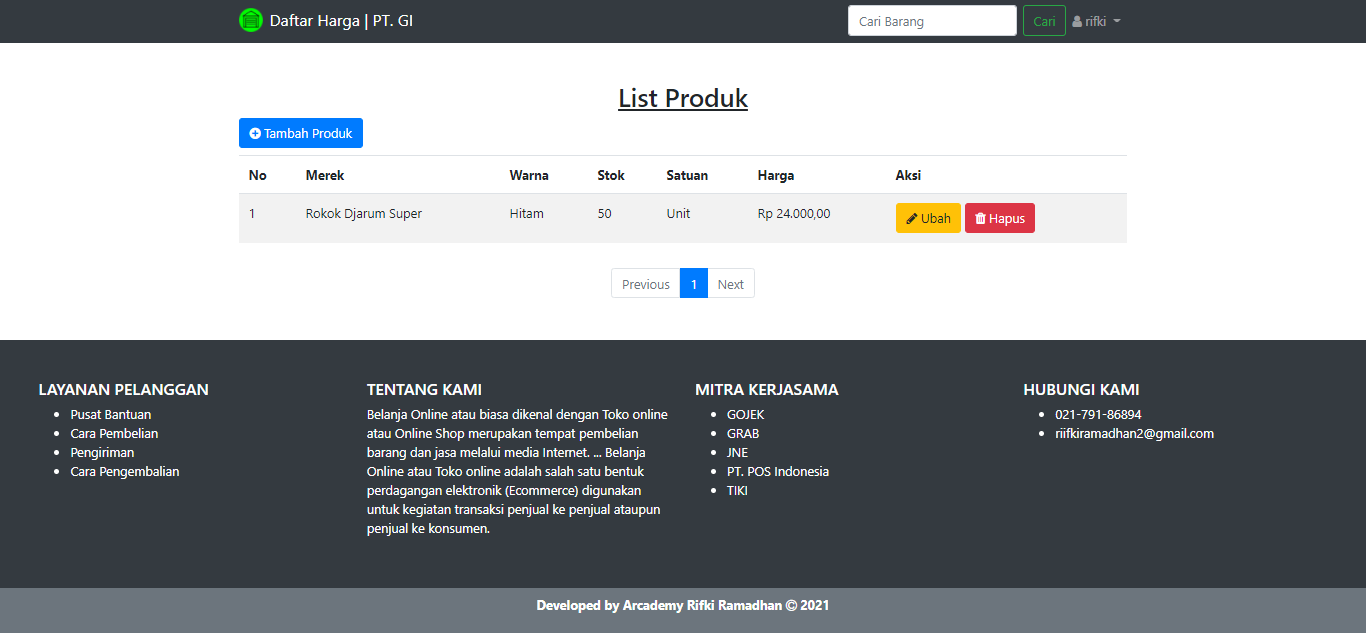 Daftar Harga | PT. GI
Cari Barang
Cari
rifki
List Produk
Tambah Produk
No Merek Warna Stok Satuan Harga Aksi
1 Rokok Djarum Super Hitam 50 Unit Rp 24.000,00 Ubah Hapus
Previous 1 Next
LAYANAN PELANGGAN
Pusat Bantuan
Cara Pembelian
Pengiriman
Cara Pengembalian
TENTANG KAMI
Belanja Online atau biasa dikenal dengan Toko online
atau Online Shop merupakan tempat pembelian
barang dan jasa melalui media Internet. ... Belanja
Online atau Toko online adalah salah satu bentuk
perdagangan elektronik (Ecommerce) digunakan
untuk kegiatan transaksi penjual ke penjual ataupun
penjual ke konsumen.
MITRA KERJASAMA
GOJEK
GRAB
JNE
PT. POS Indonesia
TIKI
HUBUNGI KAMI
021-791-86894
riifkiramadhan2@gmail.com
Developed by Arcademy Rifki Ramadhan © 2021